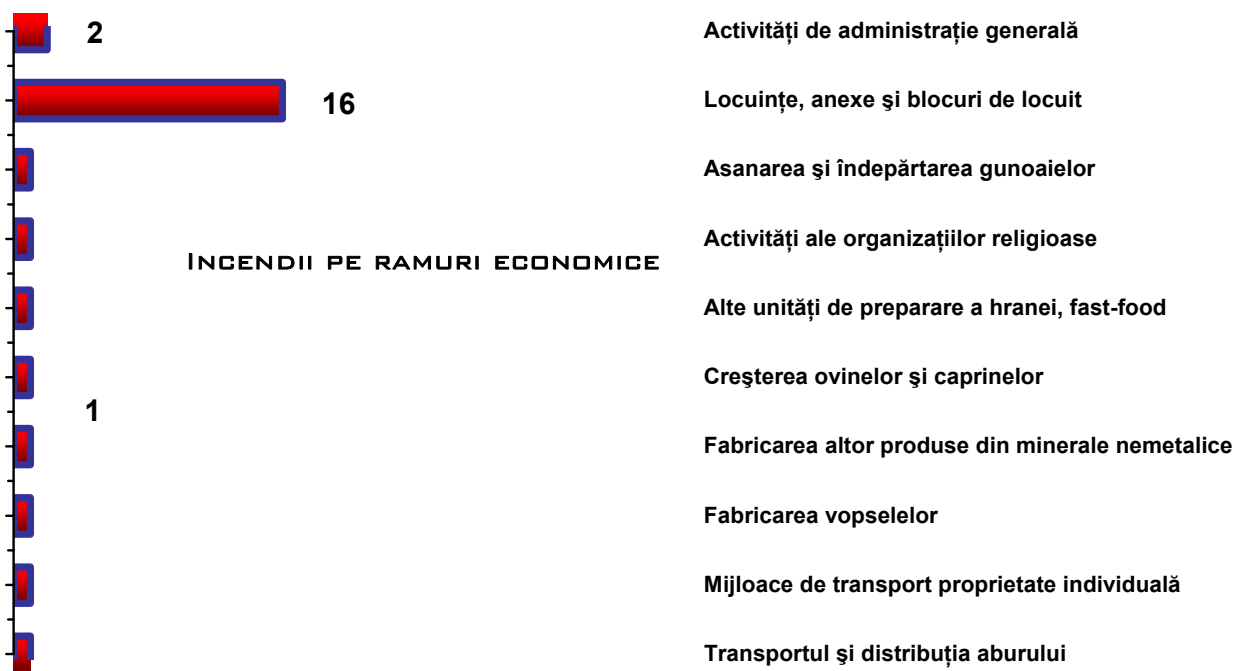 2 Activități de administrație generală
16 Locuințe, anexe şi blocuri de locuit
Asanarea şi îndepărtarea gunoaielor
Activități ale organizațiilor religioase
Incendii pe ramuri economice
Alte unități de preparare a hranei, fast-food
Creşterea ovinelor şi caprinelor
1
Fabricarea altor produse din minerale nemetalice
Fabricarea vopselelor
Mijloace de transport proprietate individuală
Transportul şi distribuția aburului